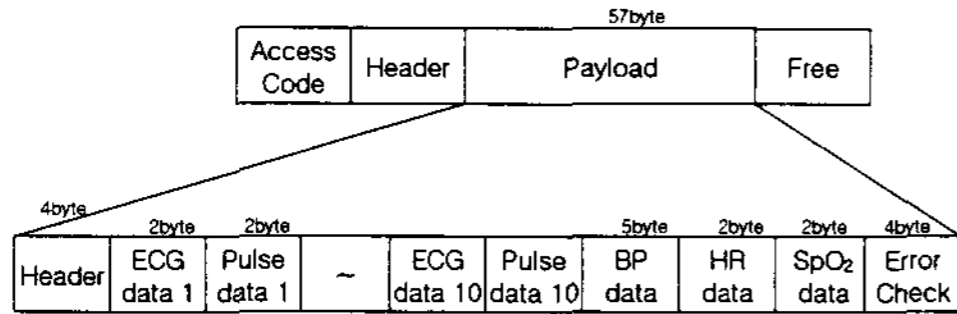 57byte
Access
Code
Header
Payload
Free
4byte
2byte
2byte
5byte
2byte
2byte
4byte
Header
ECG
data 1
Pulse
data 1
~
ECG
data 10
Pulse
data 10
BP
data
HR
data
SpO₂
data
Error
Check